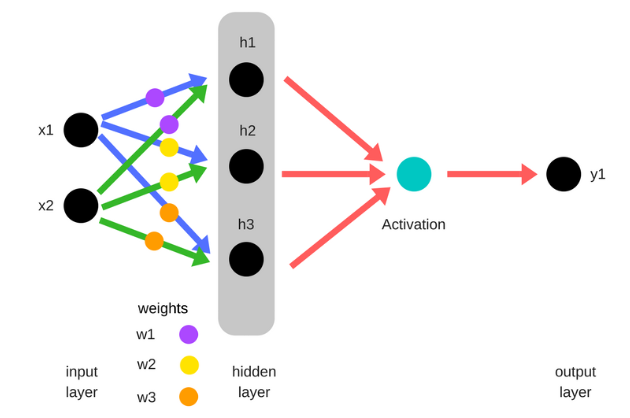 h1
x1
h2
x2
h3
Activation
y1
weights
w1
w2
w3
input
layer
hidden
layer
output
layer